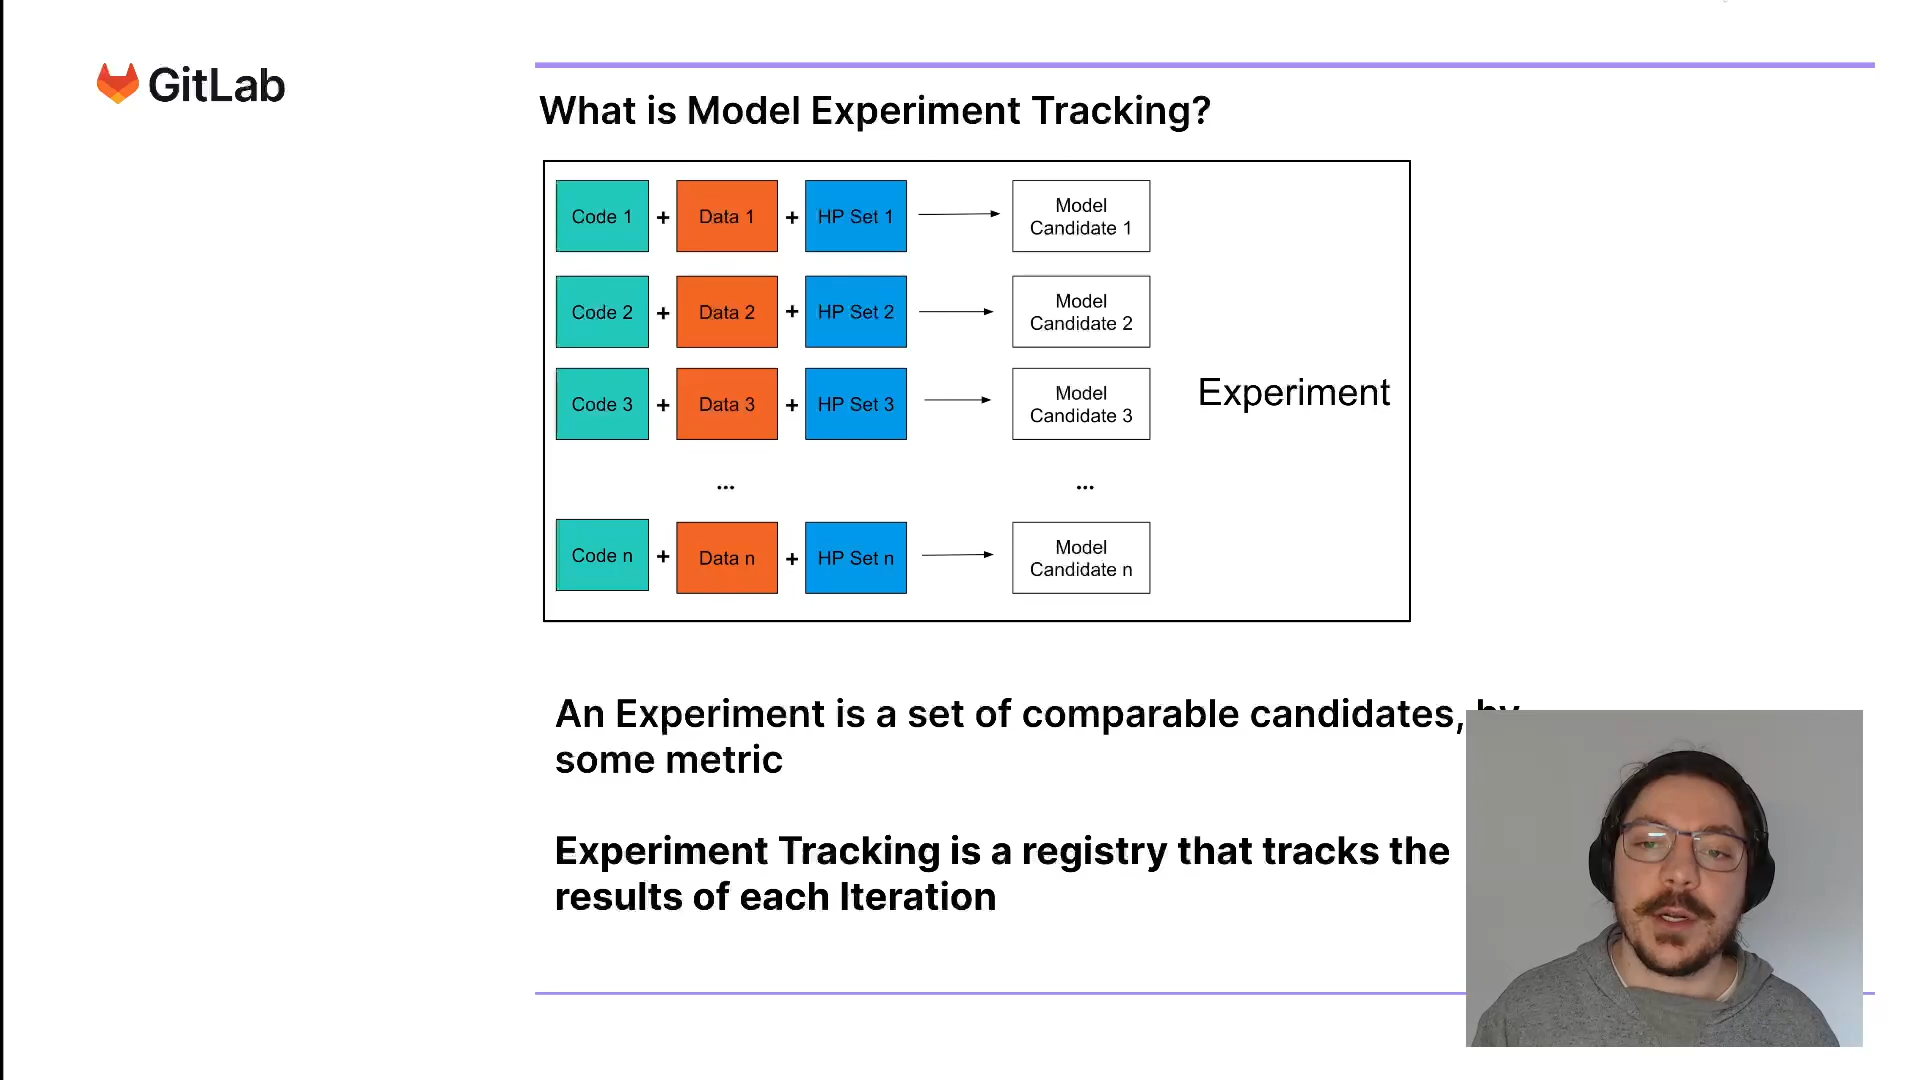 GitLab
What is Model Experiment Tracking?
Code 1 + Data 1 + HP Set 1
Model
Candidate 1
Code 2 + Data 2 + HP Set 2
Model
Candidate 2
Code 3 + Data 3 + HP Set 3
Model
Candidate 3
Experiment
... ...
Code n + Data n + HP Set n
Model
Candidate n
An Experiment is a set of comparable candidates, by
some metric
Experiment Tracking is a registry that tracks the
results of each Iteration